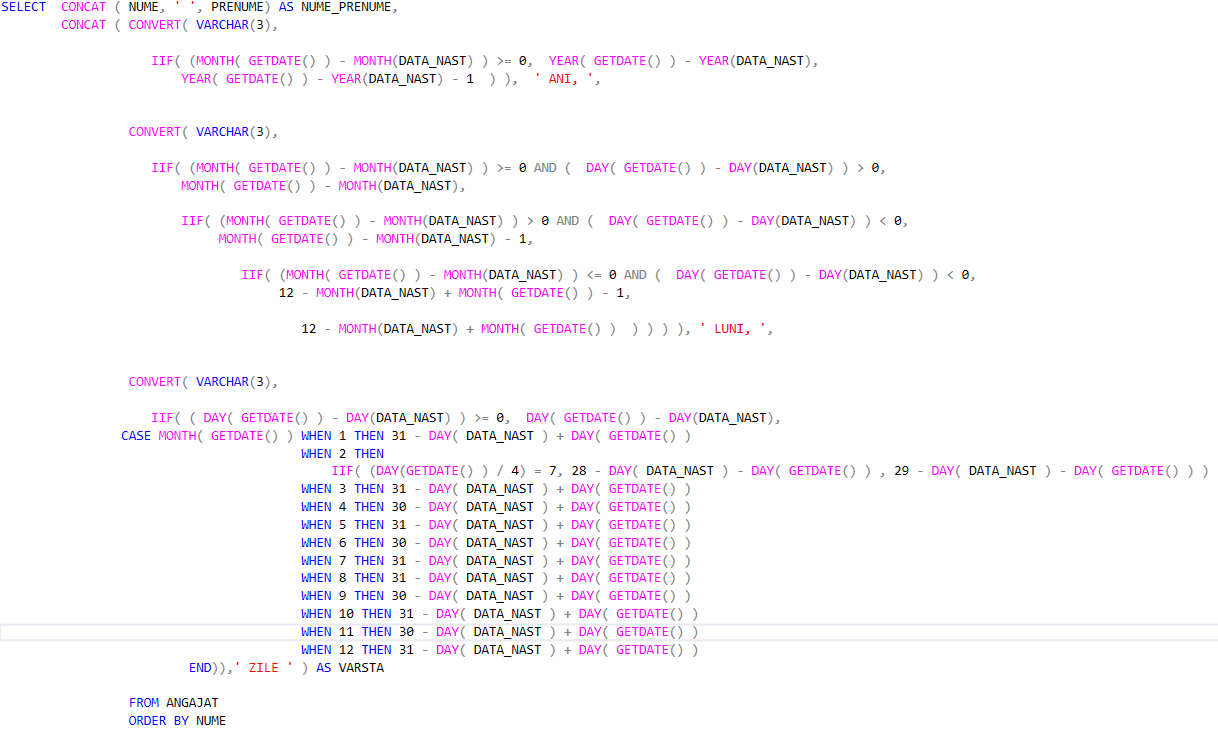 SELECT CONCAT ( NUME, ' ', PRENUME) AS NUME_PRENUME,
CONCAT ( CONVERT( VARCHAR(3),
IIF( (MONTH( GETDATE() ) - MONTH(DATA_NAST) ) >= 0, YEAR( GETDATE() ) - YEAR(DATA_NAST),
YEAR( GETDATE() ) - YEAR(DATA_NAST) - 1 ) ), ' ANI, ',
CONVERT( VARCHAR(3),
IIF( (MONTH( GETDATE() ) - MONTH(DATA_NAST) ) >= 0 AND ( DAY( GETDATE() ) - DAY(DATA_NAST) ) > 0,
MONTH( GETDATE() ) - MONTH(DATA_NAST),
IIF( (MONTH( GETDATE() ) - MONTH(DATA_NAST) ) > 0 AND ( DAY( GETDATE() ) - DAY(DATA_NAST) ) < 0,
MONTH( GETDATE() ) - MONTH(DATA_NAST) - 1,
IIF( (MONTH( GETDATE() ) - MONTH(DATA_NAST) ) <= 0 AND ( DAY( GETDATE() ) - DAY(DATA_NAST) ) < 0,
12 - MONTH(DATA_NAST) + MONTH( GETDATE() ) - 1,
12 - MONTH(DATA_NAST) + MONTH( GETDATE() ) ) ) ) ), ' LUNI, ',
CONVERT( VARCHAR(3),
IIF( ( DAY( GETDATE() ) - DAY(DATA_NAST) ) >= 0, DAY( GETDATE() ) - DAY(DATA_NAST),
CASE MONTH( GETDATE() ) WHEN 1 THEN 31 - DAY( DATA_NAST ) + DAY( GETDATE() )
WHEN 2 THEN
IIF( (DAY(GETDATE() ) / 4) = 7, 28 - DAY( DATA_NAST ) - DAY( GETDATE() ) , 29 - DAY( DATA_NAST ) - DAY( GETDATE() ) )
WHEN 3 THEN 31 - DAY( DATA_NAST ) + DAY( GETDATE() )
WHEN 4 THEN 30 - DAY( DATA_NAST ) + DAY( GETDATE() )
WHEN 5 THEN 31 - DAY( DATA_NAST ) + DAY( GETDATE() )
WHEN 6 THEN 30 - DAY( DATA_NAST ) + DAY( GETDATE() )
WHEN 7 THEN 31 - DAY( DATA_NAST ) + DAY( GETDATE() )
WHEN 8 THEN 31 - DAY( DATA_NAST ) + DAY( GETDATE() )
WHEN 9 THEN 30 - DAY( DATA_NAST ) + DAY( GETDATE() )
WHEN 10 THEN 31 - DAY( DATA_NAST ) + DAY( GETDATE() )
WHEN 11 THEN 30 - DAY( DATA_NAST ) + DAY( GETDATE() )
WHEN 12 THEN 31 - DAY( DATA_NAST ) + DAY( GETDATE() )
END)),' ZILE ' ) AS VARSTA
FROM ANGAJAT
ORDER BY NUME